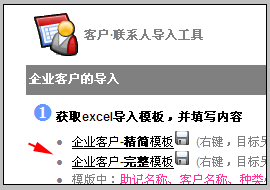 客户·联系人导入工具
企业客户的导入
1 获取excel导入模板，并填写内容
企业客户-精简模板 (右键，目标另
企业客户-完整模板 (右键，目标另
模版中：助记名称、客户名称、种类